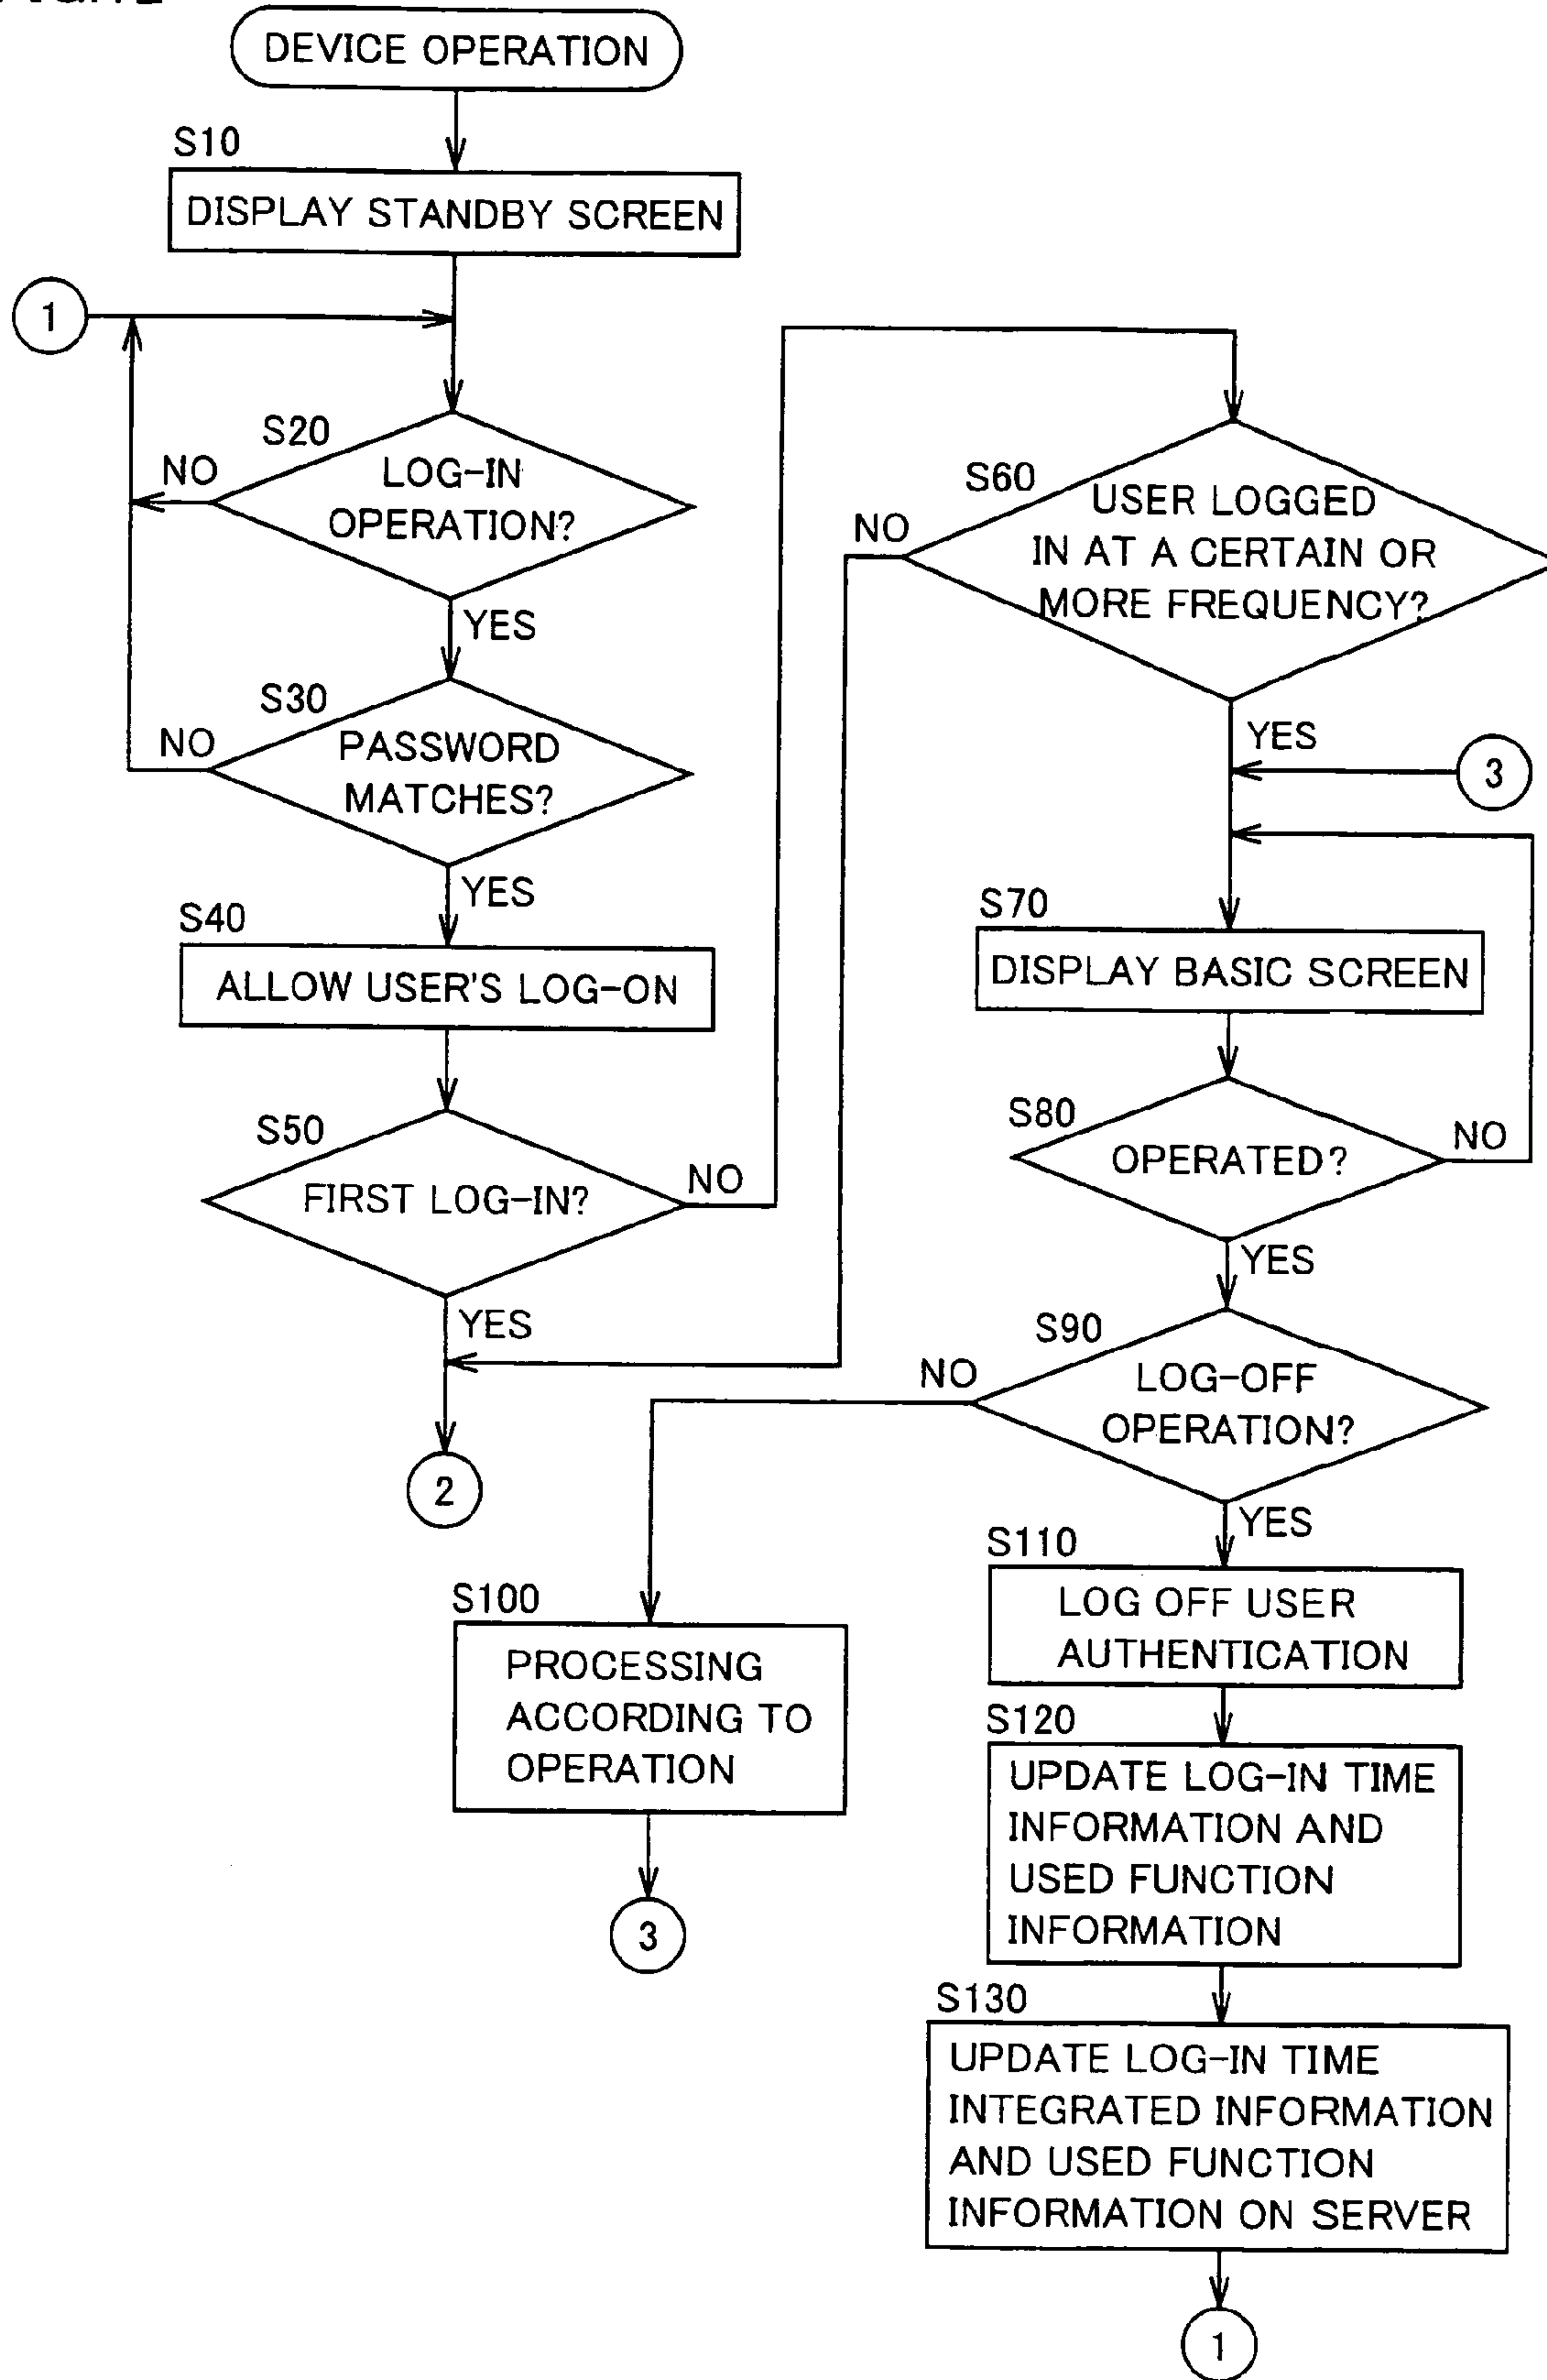 DEVICE OPERATION
S10
DISPLAY STANDBY SCREEN
1
S20
LOG-IN
OPERATION?
NO
YES
S30
PASSWORD
MATCHES?
NO
YES
S40
ALLOW USER'S LOG-ON
S50
FIRST LOG-IN?
NO
YES
2
S60
USER LOGGED
IN AT A CERTAIN OR
MORE FREQUENCY?
NO
YES
3
S70
DISPLAY BASIC SCREEN
S80
OPERATED?
NO
YES
S90
LOG-OFF
OPERATION?
NO
YES
S100
PROCESSING
ACCORDING TO
OPERATION
3
S110
LOG OFF USER
AUTHENTICATION
S120
UPDATE LOG-IN TIME
INFORMATION AND
USED FUNCTION
INFORMATION
S130
UPDATE LOG-IN TIME
INTEGRATED INFORMATION
AND USED FUNCTION
INFORMATION ON SERVER
1